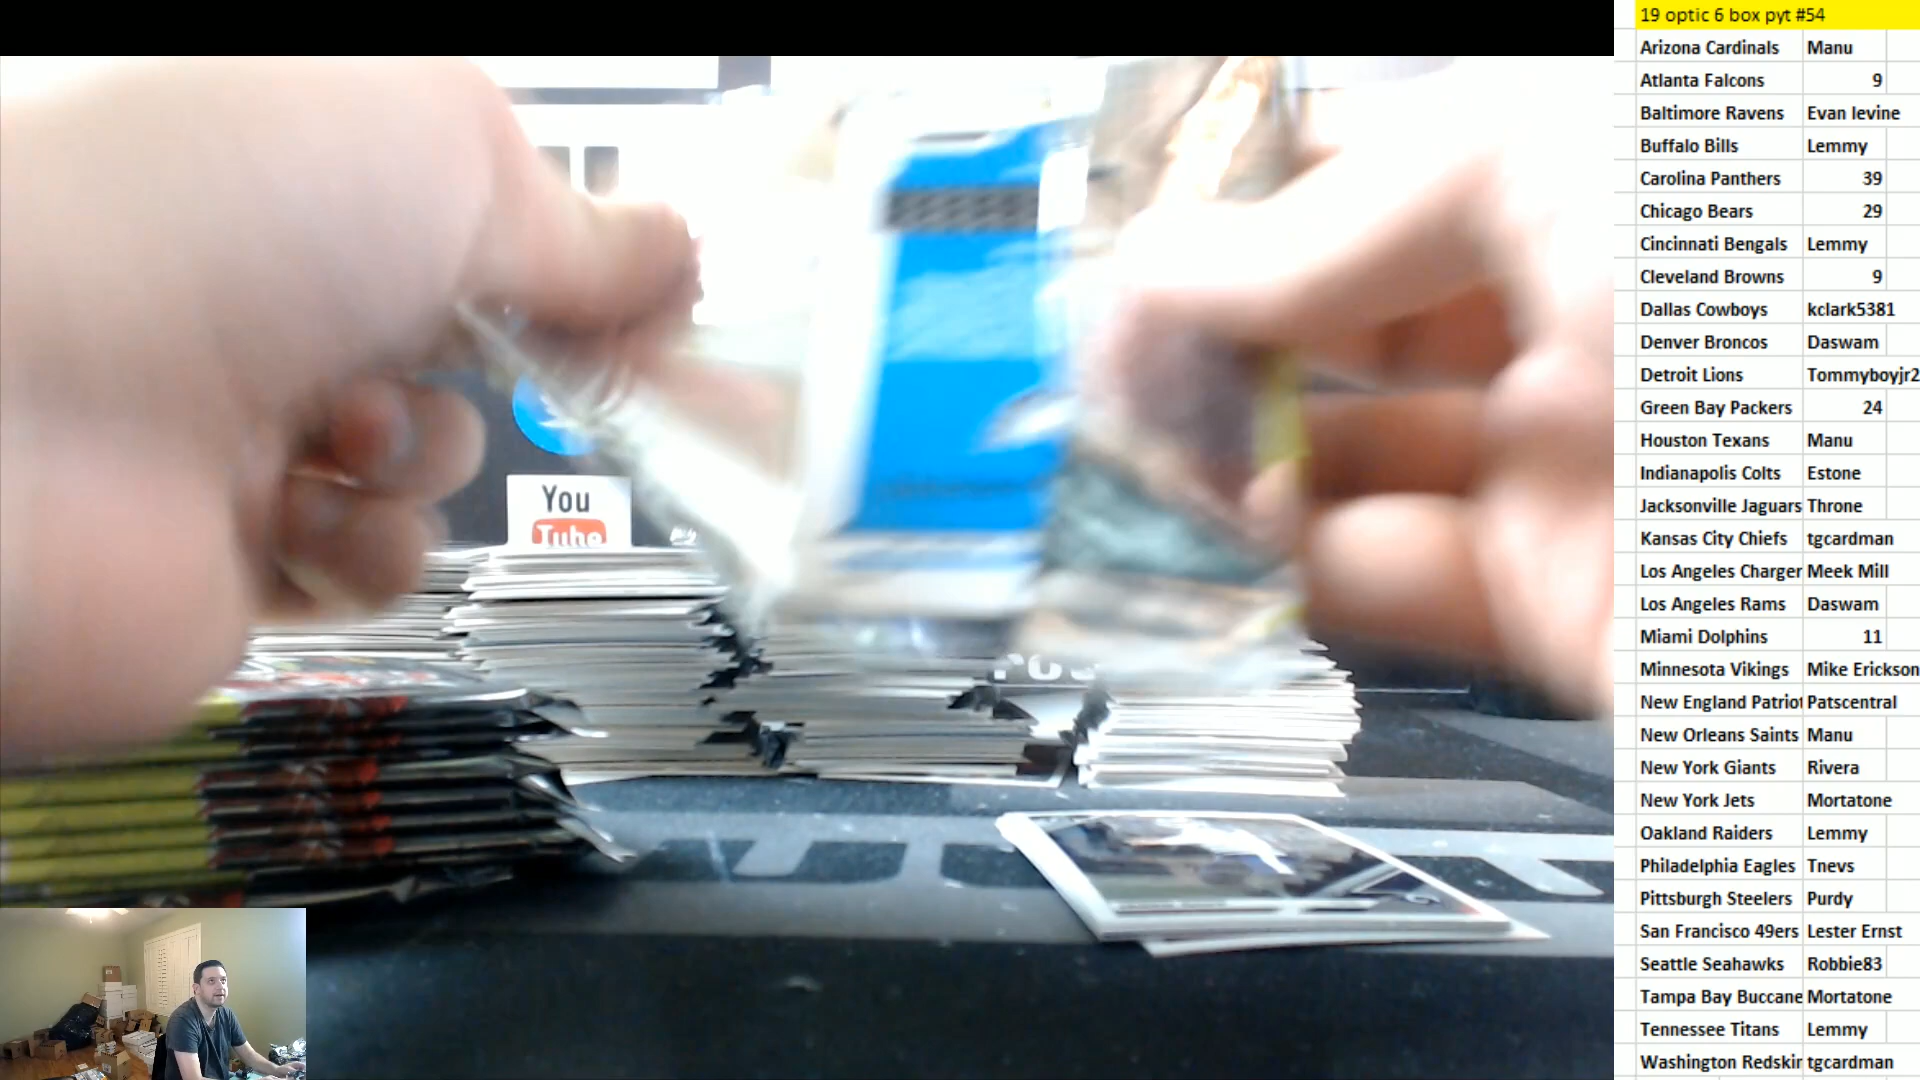 19 optic 6 box pyt #54
Arizona Cardinals Manu
Atlanta Falcons 9
Baltimore Ravens Evan levine
Buffalo Bills Lemmy
Carolina Panthers 39
Chicago Bears 29
Cincinnati Bengals Lemmy
Cleveland Browns 9
Dallas Cowboys kclark5381
Denver Broncos Daswam
Detroit Lions Tommyboyjr2
Green Bay Packers 24
Houston Texans Manu
Indianapolis Colts Estone
Jacksonville Jaguars Throne
Kansas City Chiefs tgcardman
Los Angeles Charger Meek Mill
Los Angeles Rams Daswam
Miami Dolphins 11
Minnesota Vikings Mike Erickson
New England Patriot Patscentral
New Orleans Saints Manu
New York Giants Rivera
New York Jets Mortatone
Oakland Raiders Lemmy
Philadelphia Eagles Tnevs
Pittsburgh Steelers Purdy
San Francisco 49ers Lester Ernst
Seattle Seahawks Robbie83
Tampa Bay Buccane Mortatone
Tennessee Titans Lemmy
Washington Redskin tgcardman
You
Tube